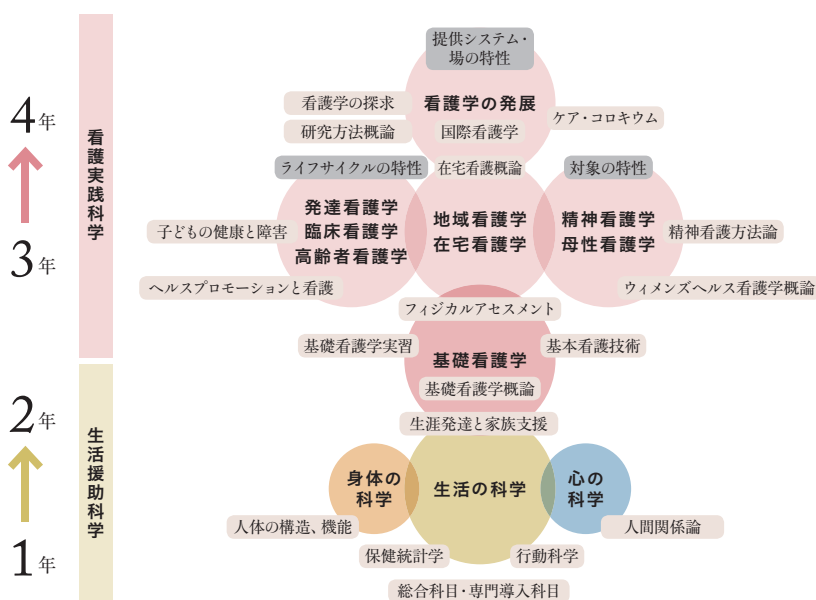 提供システム・
場の特性
看護学の探求
看護学の発展
ケア・コロキウム
4年
研究方法概論
国際看護学
看護実践科学
ライフサイクルの特性
在宅看護概論
対象の特性
発達看護学
臨床看護学
高齢者看護学
地域看護学
在宅看護学
精神看護学
母性看護学
子どもの健康と障害
精神看護方法論
3年
ヘルスプロモーションと看護
ウィメンズヘルス看護学概論
フィジカルアセスメント
基礎看護学実習
基礎看護学
基本看護技術
基礎看護学概論
2年
生涯発達と家族支援
生活援助科学
身体の
科学
生活の科学
心の
科学
人体の構造、機能
人間関係論
保健統計学
行動科学
1年
総合科目・専門導入科目